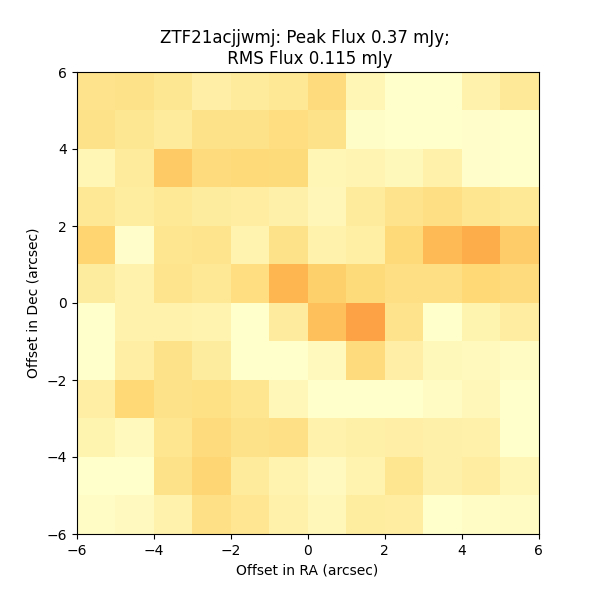 ZTF21acjjwmj: Peak Flux 0.37 mJy;
RMS Flux 0.115 mJy
6
4
2
0
−2
−4
−6
Offset in Dec (arcsec)
−6 −4 −2 0 2 4 6
Offset in RA (arcsec)